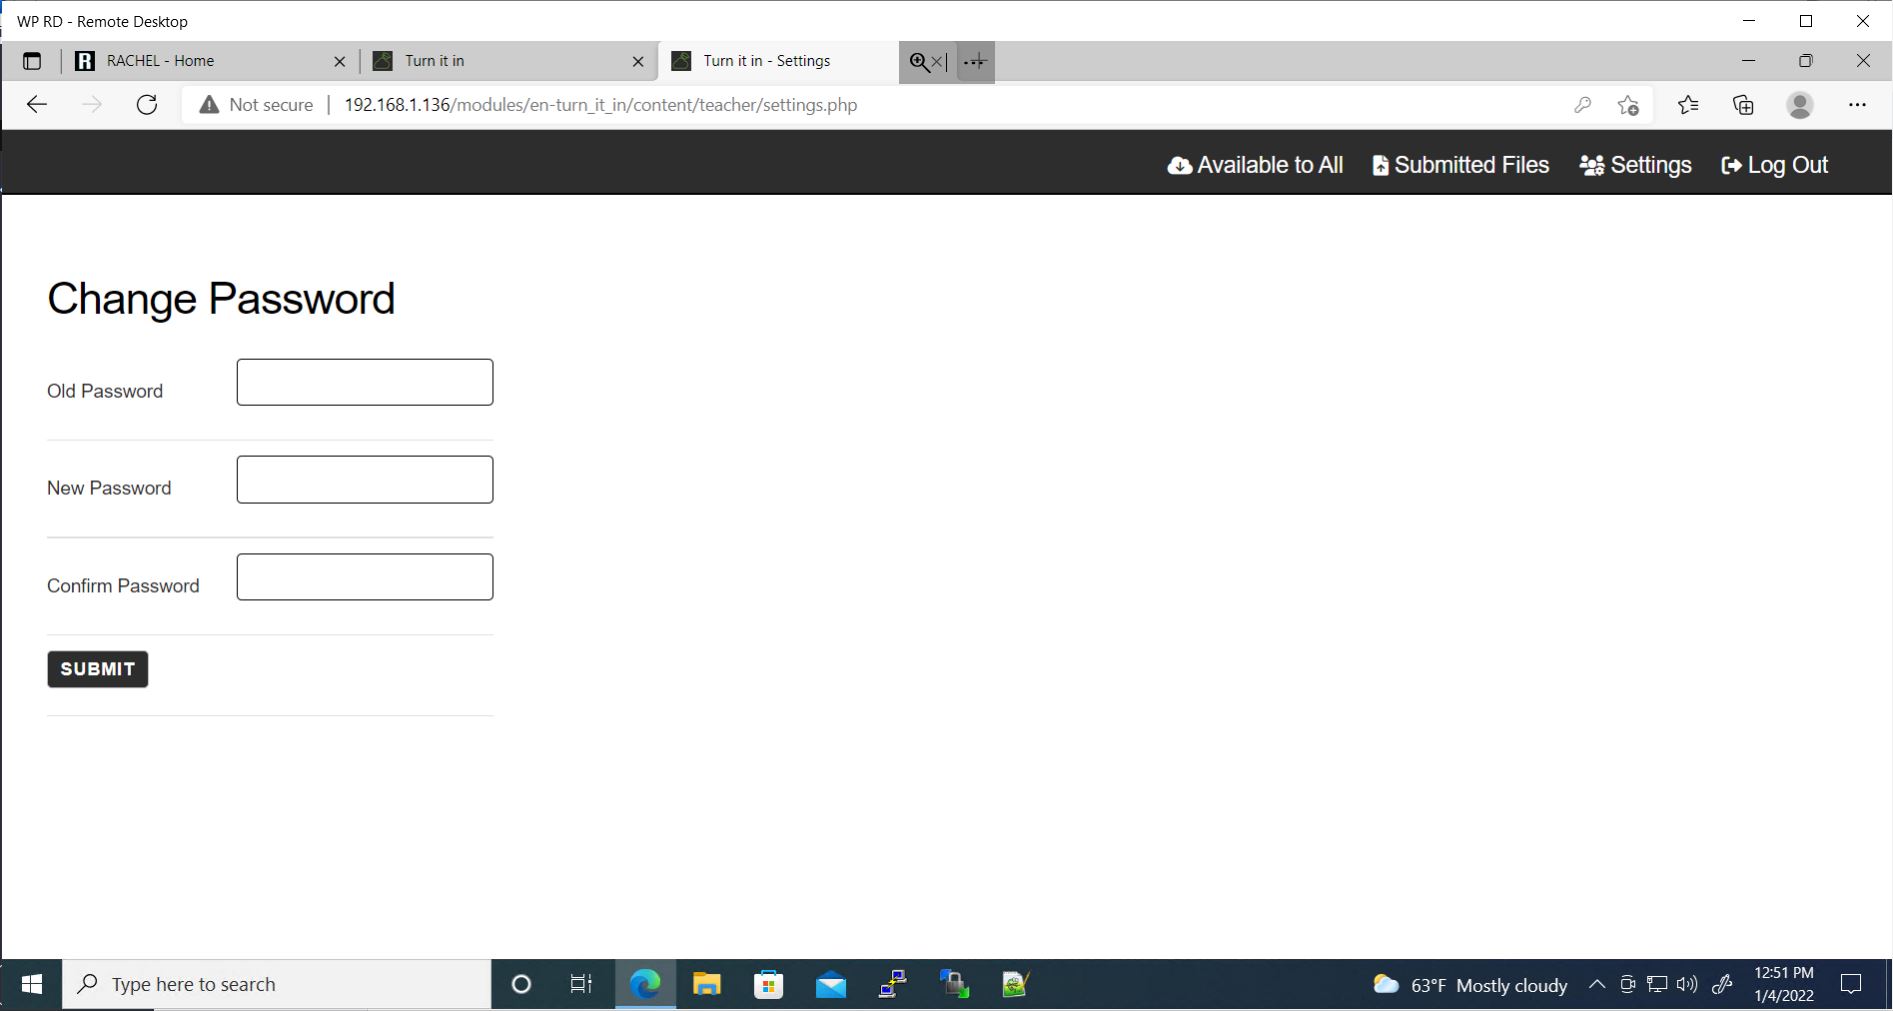 WP RD - Remote Desktop
RACHEL - Home
Turn it in
Turn it in - Settings
Not secure
192.168.1.136/modules/en-turn_it_in/content/teacher/settings.php
Available to All
Submitted Files
Settings
Log Out
Change Password
Old Password
New Password
Confirm Password
SUBMIT
Type here to search
63°F Mostly cloudy
12:51 PM
1/4/2022